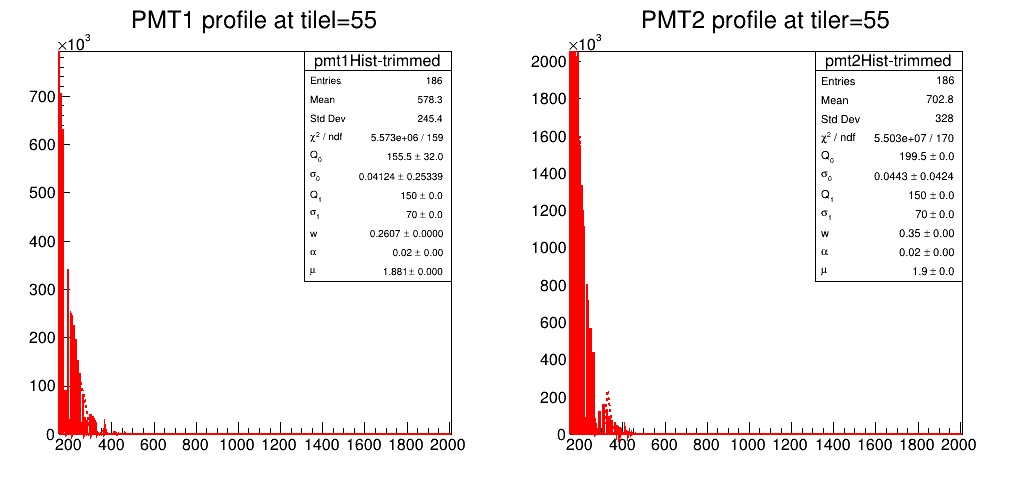 PMT1 profile at tilel=55
×10³
pmt1Hist-trimmed
Entries 186
Mean 578.3
Std Dev 245.4
χ² / ndf 5.573e+06 / 159
Q₀ 155.5 ± 32.0
σ₀ 0.04124 ± 0.25339
Q₁ 150 ± 0.0
σ₁ 70 ± 0.0
w 0.2607 ± 0.0000
α 0.02 ± 0.00
μ 1.881 ± 0.000
700
600
500
400
300
200
100
0
200 400 600 800 1000 1200 1400 1600 1800 2000
PMT2 profile at tiler=55
×10³
pmt2Hist-trimmed
Entries 186
Mean 702.8
Std Dev 328
χ² / ndf 5.503e+07 / 170
Q₀ 199.5 ± 0.0
σ₀ 0.0443 ± 0.0424
Q₁ 150 ± 0.0
σ₁ 70 ± 0.0
w 0.35 ± 0.00
α 0.02 ± 0.00
μ 1.9 ± 0.0
2000
1800
1600
1400
1200
1000
800
600
400
200
0
200 400 600 800 1000 1200 1400 1600 1800 2000